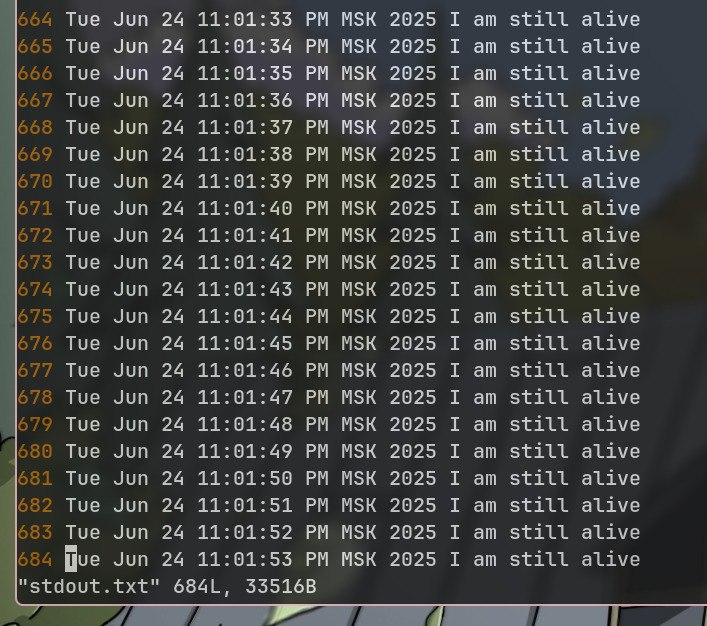 664 Tue Jun 24 11:01:33 PM MSK 2025 I am still alive
665 Tue Jun 24 11:01:34 PM MSK 2025 I am still alive
666 Tue Jun 24 11:01:35 PM MSK 2025 I am still alive
667 Tue Jun 24 11:01:36 PM MSK 2025 I am still alive
668 Tue Jun 24 11:01:37 PM MSK 2025 I am still alive
669 Tue Jun 24 11:01:38 PM MSK 2025 I am still alive
670 Tue Jun 24 11:01:39 PM MSK 2025 I am still alive
671 Tue Jun 24 11:01:40 PM MSK 2025 I am still alive
672 Tue Jun 24 11:01:41 PM MSK 2025 I am still alive
673 Tue Jun 24 11:01:42 PM MSK 2025 I am still alive
674 Tue Jun 24 11:01:43 PM MSK 2025 I am still alive
675 Tue Jun 24 11:01:44 PM MSK 2025 I am still alive
676 Tue Jun 24 11:01:45 PM MSK 2025 I am still alive
677 Tue Jun 24 11:01:46 PM MSK 2025 I am still alive
678 Tue Jun 24 11:01:47 PM MSK 2025 I am still alive
679 Tue Jun 24 11:01:48 PM MSK 2025 I am still alive
680 Tue Jun 24 11:01:49 PM MSK 2025 I am still alive
681 Tue Jun 24 11:01:50 PM MSK 2025 I am still alive
682 Tue Jun 24 11:01:51 PM MSK 2025 I am still alive
683 Tue Jun 24 11:01:52 PM MSK 2025 I am still alive
684 Tue Jun 24 11:01:53 PM MSK 2025 I am still alive
"stdout.txt" 684L, 33516B